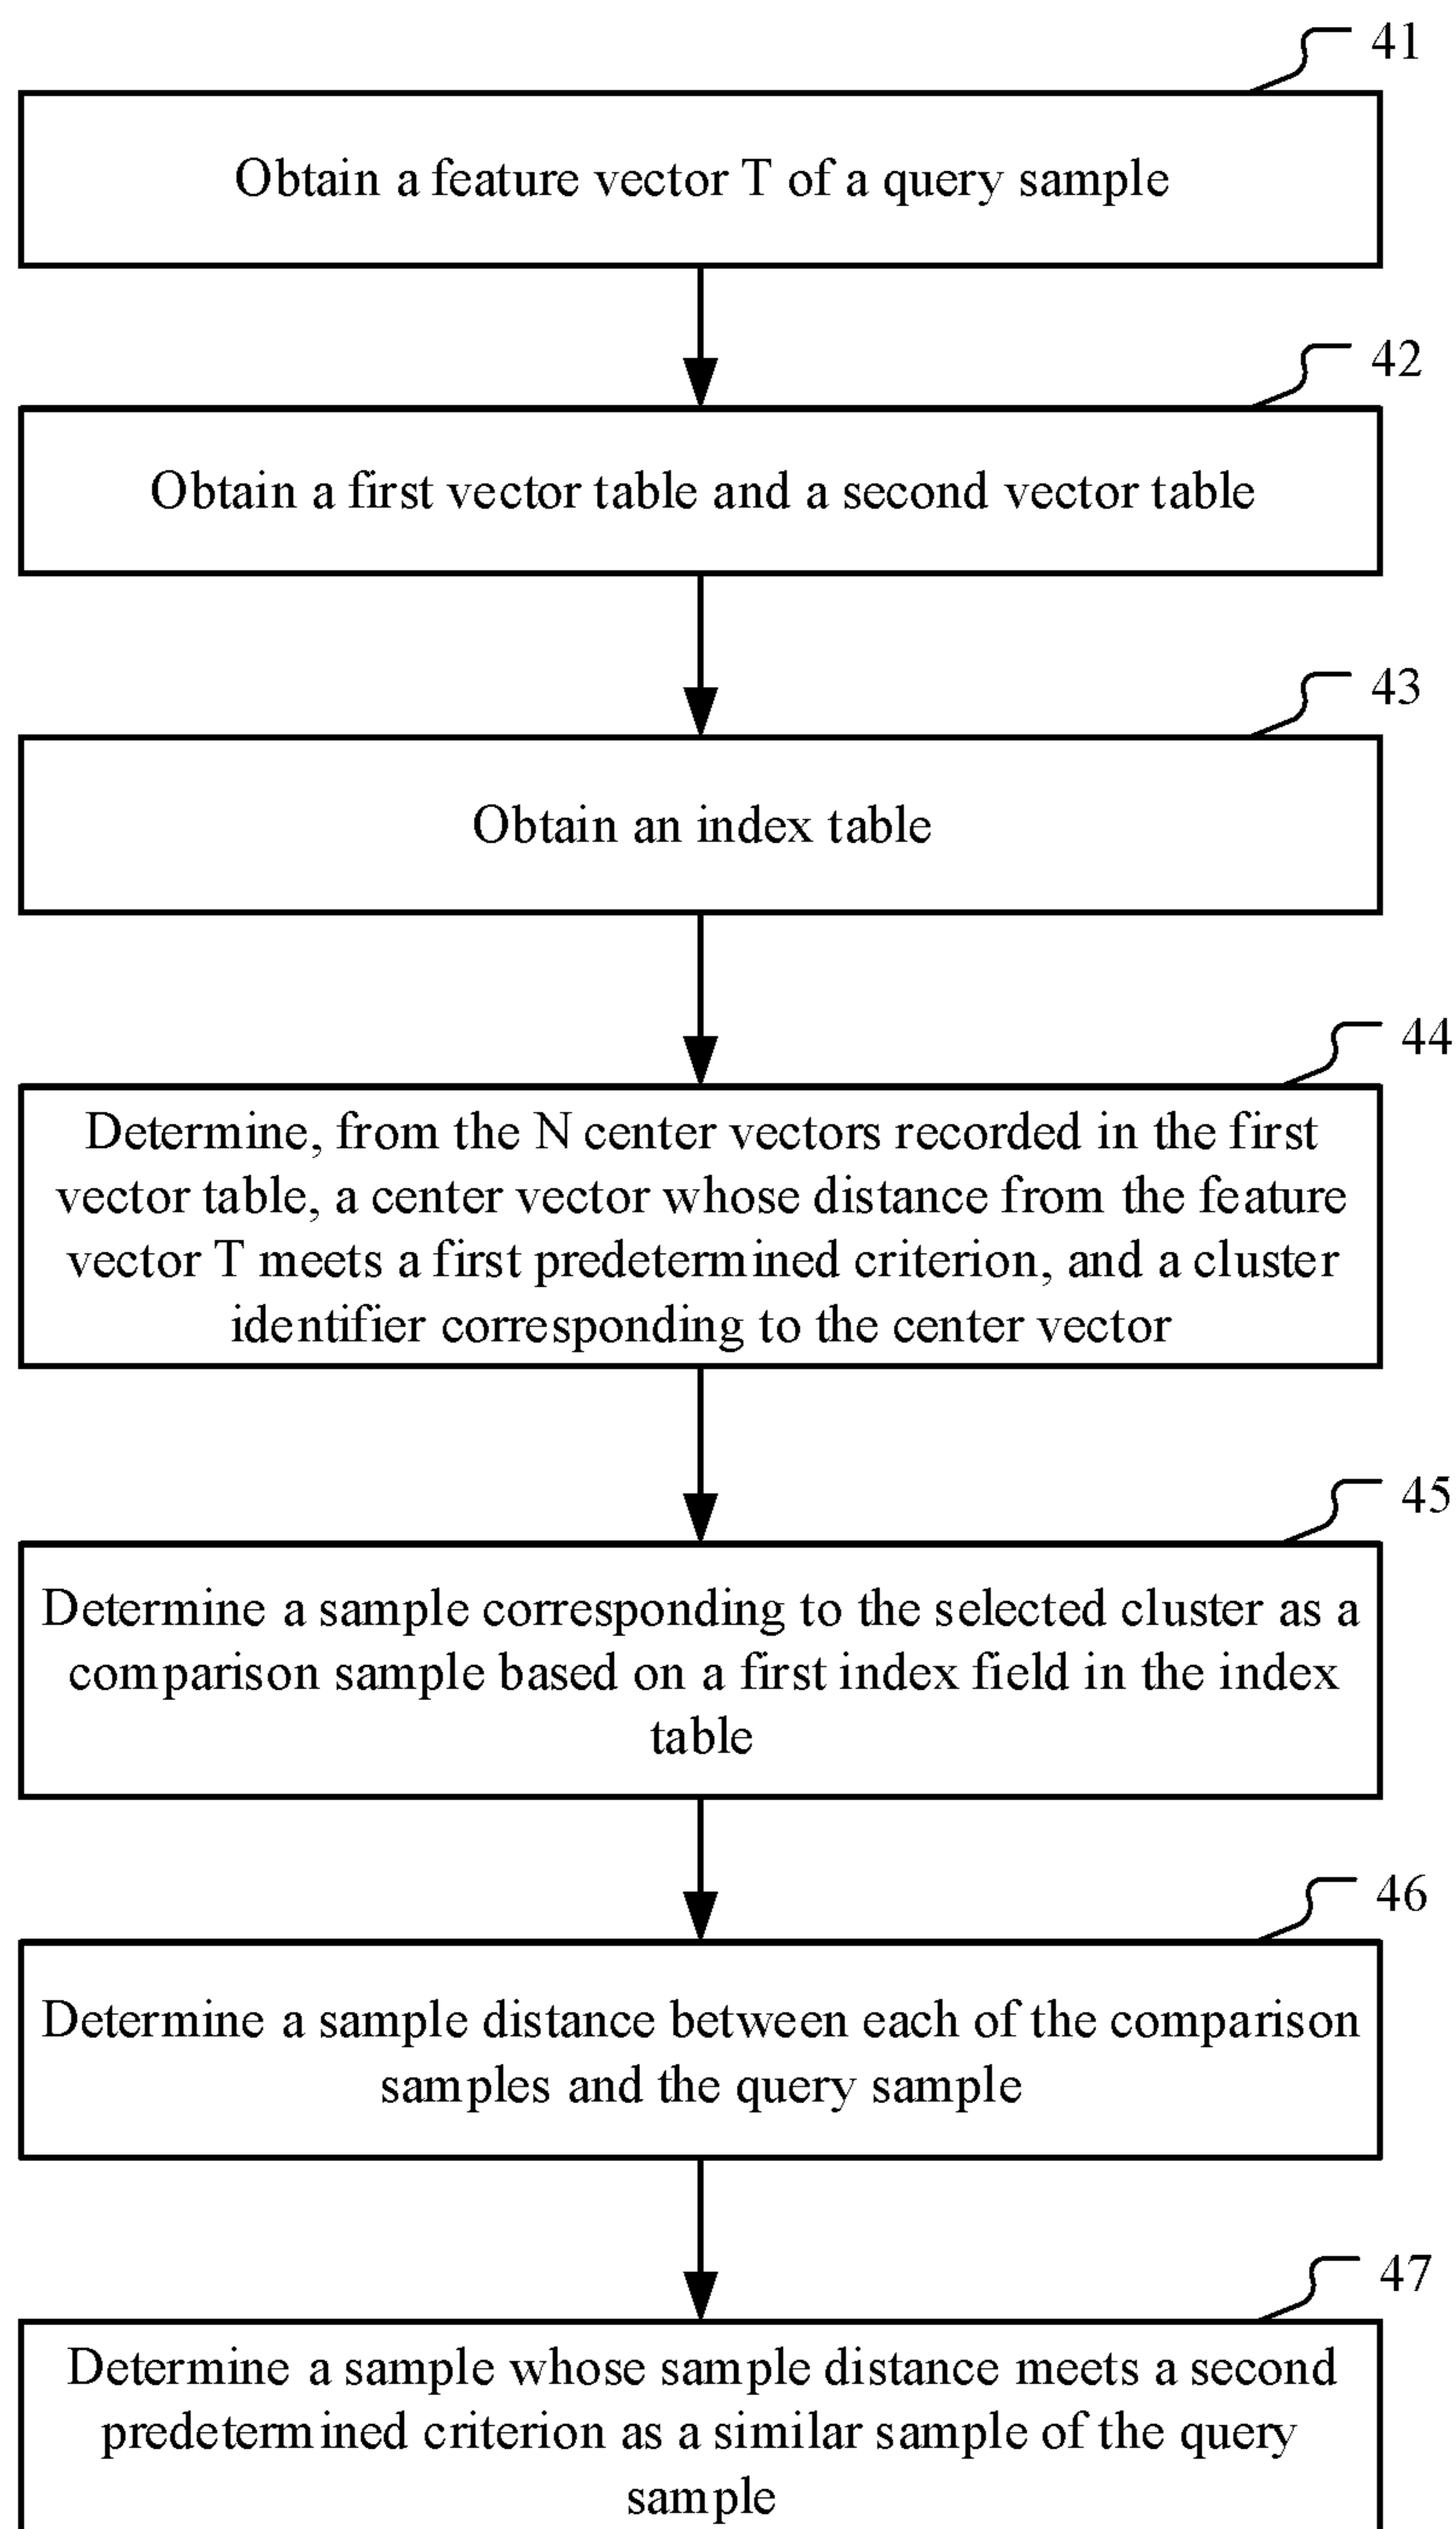 41
Obtain a feature vector T of a query sample
42
Obtain a first vector table and a second vector table
43
Obtain an index table
44
Determine, from the N center vectors recorded in the first
vector table, a center vector whose distance from the feature
vector T meets a first predetermined criterion, and a cluster
identifier corresponding to the center vector
45
Determine a sample corresponding to the selected cluster as a
comparison sample based on a first index field in the index
table
46
Determine a sample distance between each of the comparison
samples and the query sample
47
Determine a sample whose sample distance meets a second
predetermined criterion as a similar sample of the query
sample